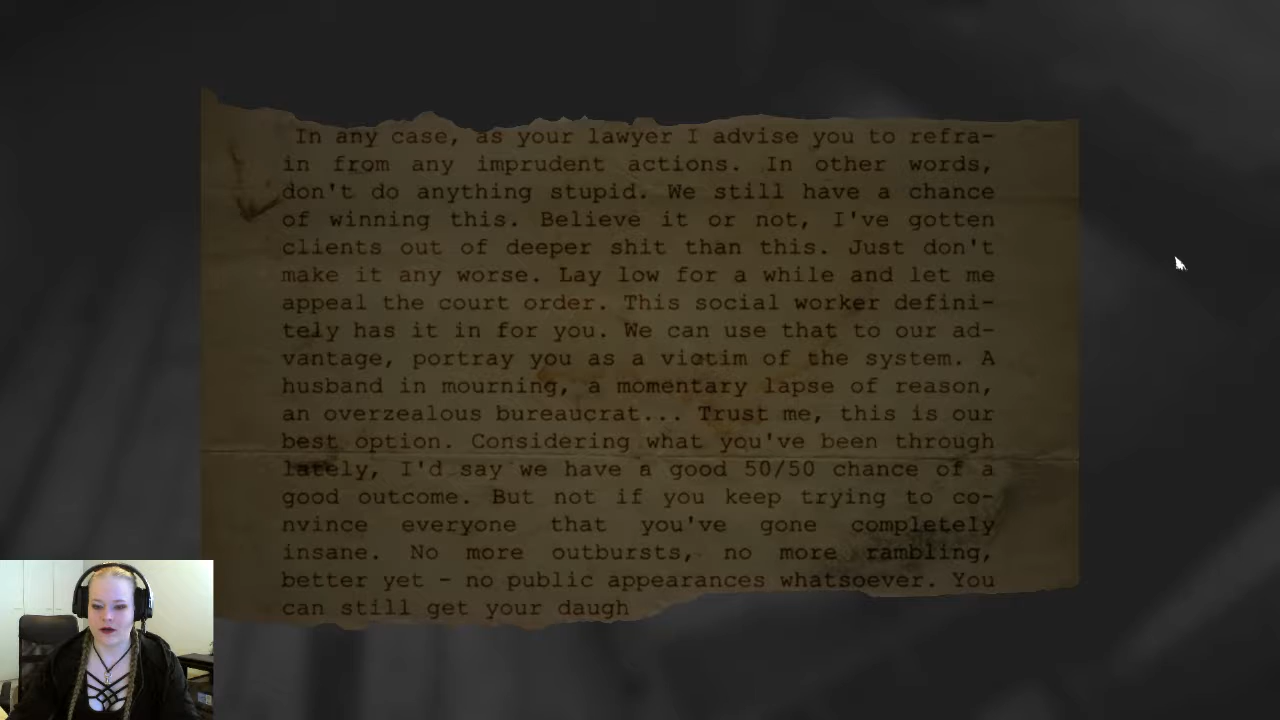 In any case, as your lawyer I advise you to refra-
in from any imprudent actions. In other words,
don't do anything stupid. We still have a chance
of winning this. Believe it or not, I've gotten
clients out of deeper shit than this. Just don't
make it any worse. Lay low for a while and let me
appeal the court order. This social worker defini-
tely has it in for you. We can use that to our ad-
vantage, portray you as a victim of the system. A
husband in mourning, a momentary lapse of reason,
an overzealous bureaucrat... Trust me, this is our
best option. Considering what you've been through
lately, I'd say we have a good 50/50 chance of a
good outcome. But not if you keep trying to co-
nvince everyone that you've gone completely
insane. No more outbursts, no more rambling,
better yet - no public appearances whatsoever. You
can still get your daugh